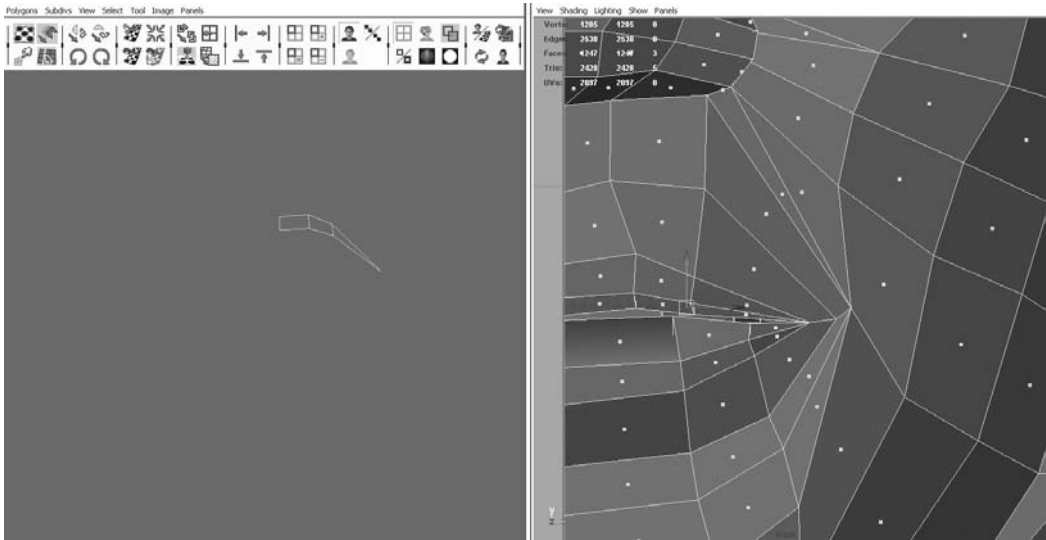 Polygons Subdivs View Select Tool Image Panels
View Shading Lighting Show Panels
Verts: 1285 1285 0
Edges: 2530 2530 0
Faces: 1247 1247 3
Tris: 2428 2428 5
UVs: 2097 2097 0
y
z